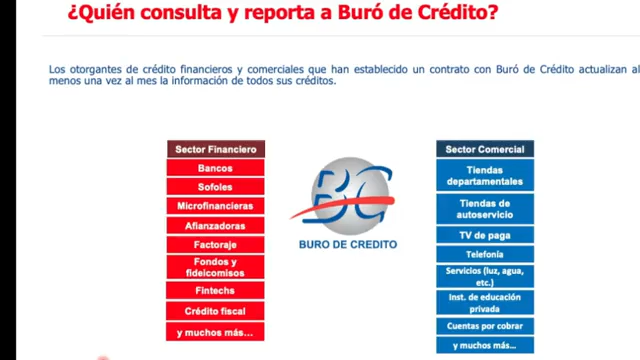 ¿Quién consulta y reporta a Buró de Crédito?
Los otorgantes de crédito financieros y comerciales que han establecido un contrato con Buró de Crédito actualizan al
menos una vez al mes la información de todos sus créditos.
Sector Financiero
Bancos
Sofoles
Microfinancieras
Afianzadoras
Factoraje
Fondos y
fideicomisos
Fintechs
Crédito fiscal
y muchos más...
BC
BURO DE CREDITO
Sector Comercial
Tiendas
departamentales
Tiendas de
autoservicio
TV de paga
Telefonía
Servicios (luz, agua,
etc.)
Inst. de educación
privada
Cuentas por cobrar
y muchos más...